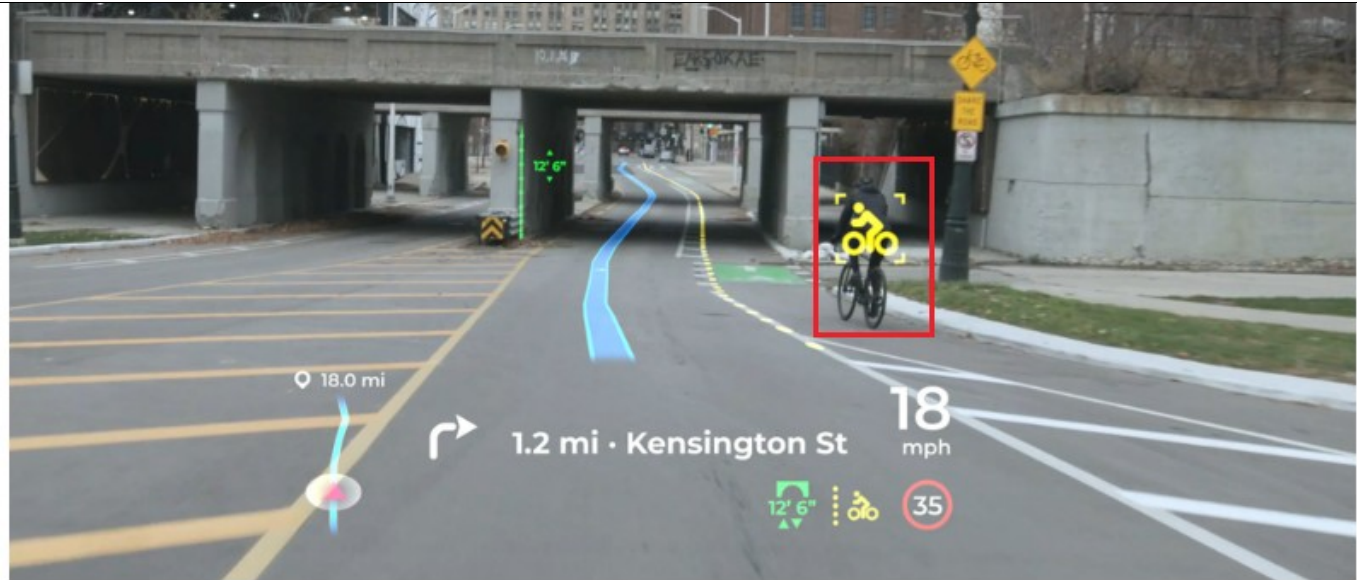 12' 6"
SHARE
THE
ROAD
18.0 mi
1.2 mi · Kensington St
18
mph
12' 6"
35